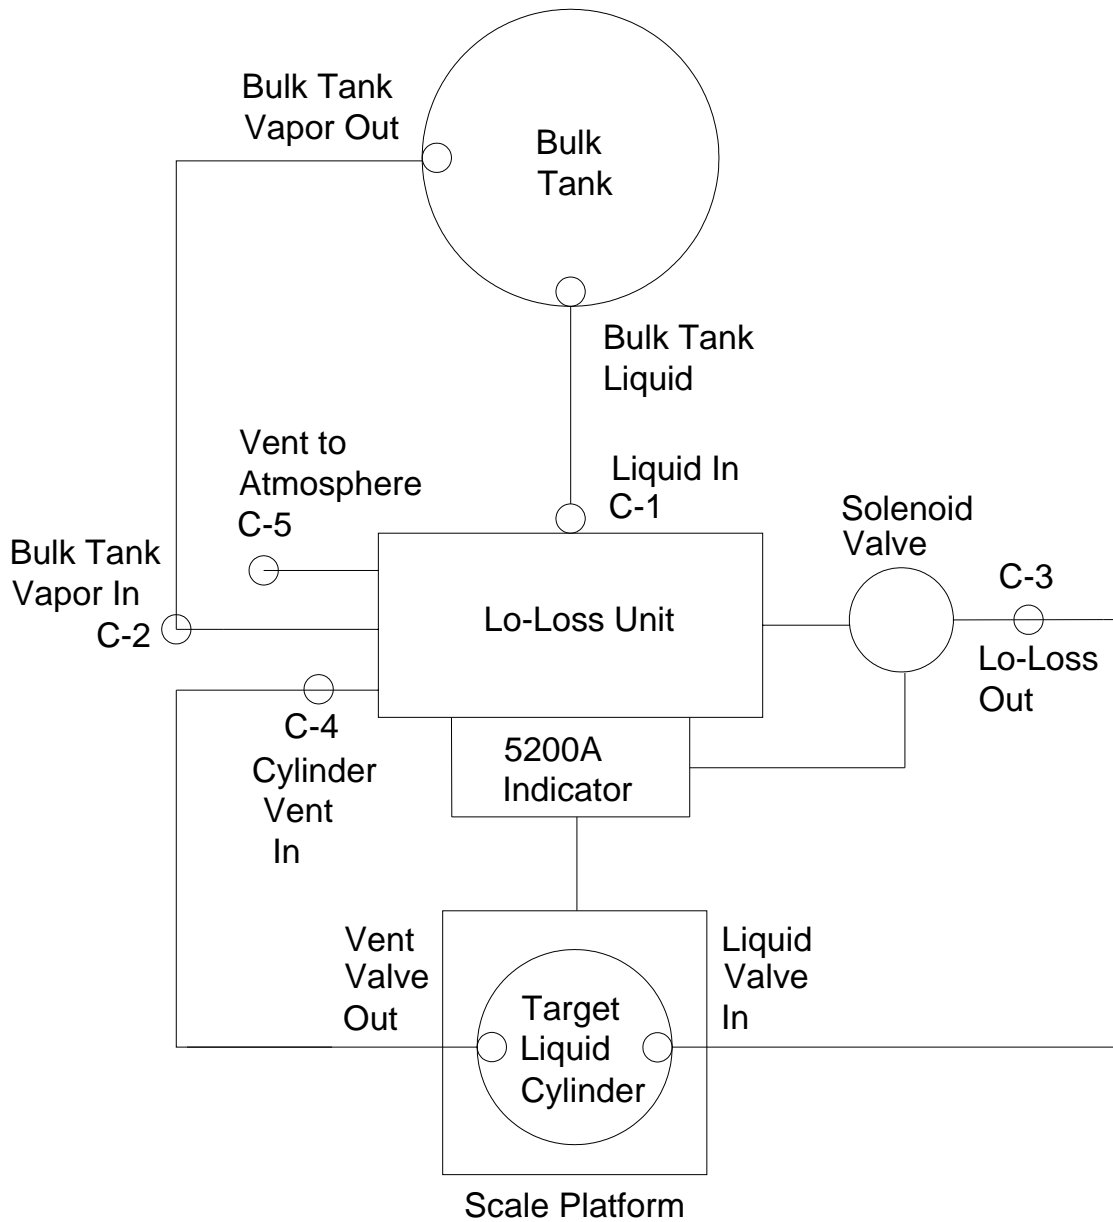 Bulk Tank
Vapor Out
Bulk
Tank
Bulk Tank
Liquid
Vent to
Atmosphere
C-5
Liquid In
C-1
Solenoid
Valve
Bulk Tank
Vapor In
C-2
C-3
Lo-Loss Unit
Lo-Loss
Out
C-4
Cylinder
Vent
In
5200A
Indicator
Vent
Valve
Out
Liquid
Valve
In
Target
Liquid
Cylinder
Scale Platform